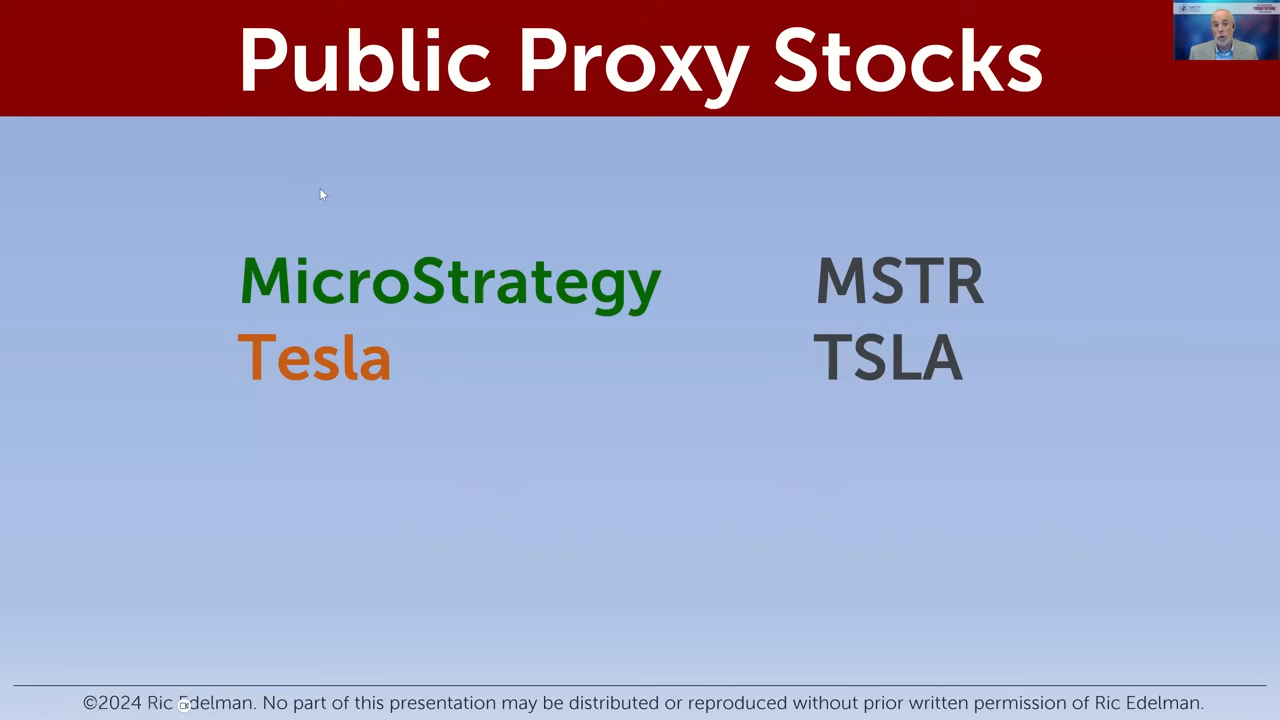 Public Proxy Stocks
MicroStrategy MSTR
Tesla TSLA
©2024 Ric Edelman. No part of this presentation may be distributed or reproduced without prior written permission of Ric Edelman.